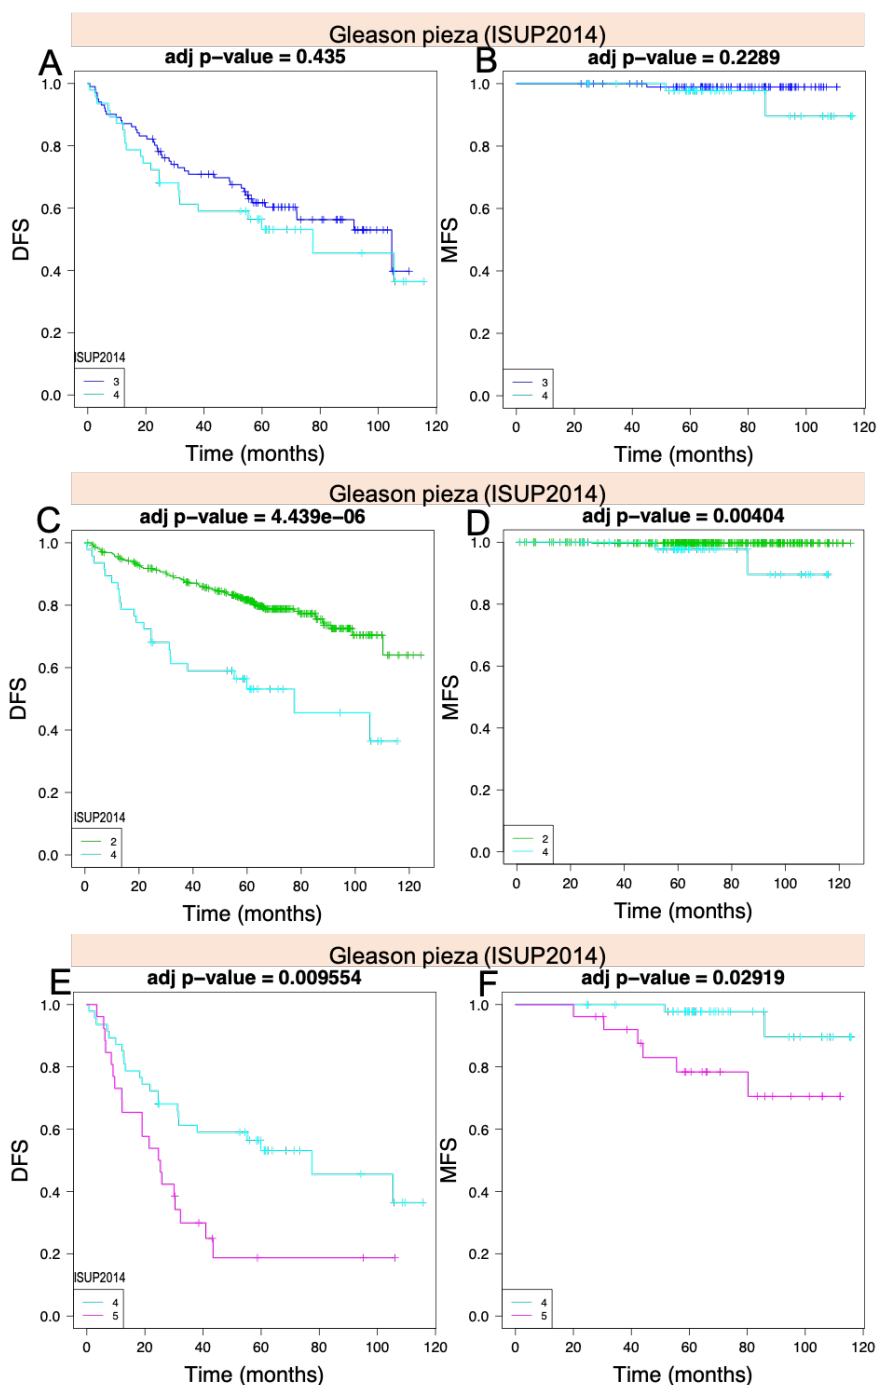 Gleason pieza (ISUP2014)
A
adj p-value = 0.435
DFS
1.0
0.8
0.6
0.4
0.2
0.0
ISUP2014
3
4
0 20 40 60 80 100 120
Time (months)
B
adj p-value = 0.2289
MFS
1.0
0.8
0.6
0.4
0.2
0.0
3
4
0 20 40 60 80 100 120
Time (months)
Gleason pieza (ISUP2014)
C
adj p-value = 4.439e-06
DFS
1.0
0.8
0.6
0.4
0.2
0.0
ISUP2014
2
4
0 20 40 60 80 100 120
Time (months)
D
adj p-value = 0.00404
MFS
1.0
0.8
0.6
0.4
0.2
0.0
2
4
0 20 40 60 80 100 120
Time (months)
Gleason pieza (ISUP2014)
E
adj p-value = 0.009554
DFS
1.0
0.8
0.6
0.4
0.2
0.0
ISUP2014
4
5
0 20 40 60 80 100 120
Time (months)
F
adj p-value = 0.02919
MFS
1.0
0.8
0.6
0.4
0.2
0.0
4
5
0 20 40 60 80 100 120
Time (months)